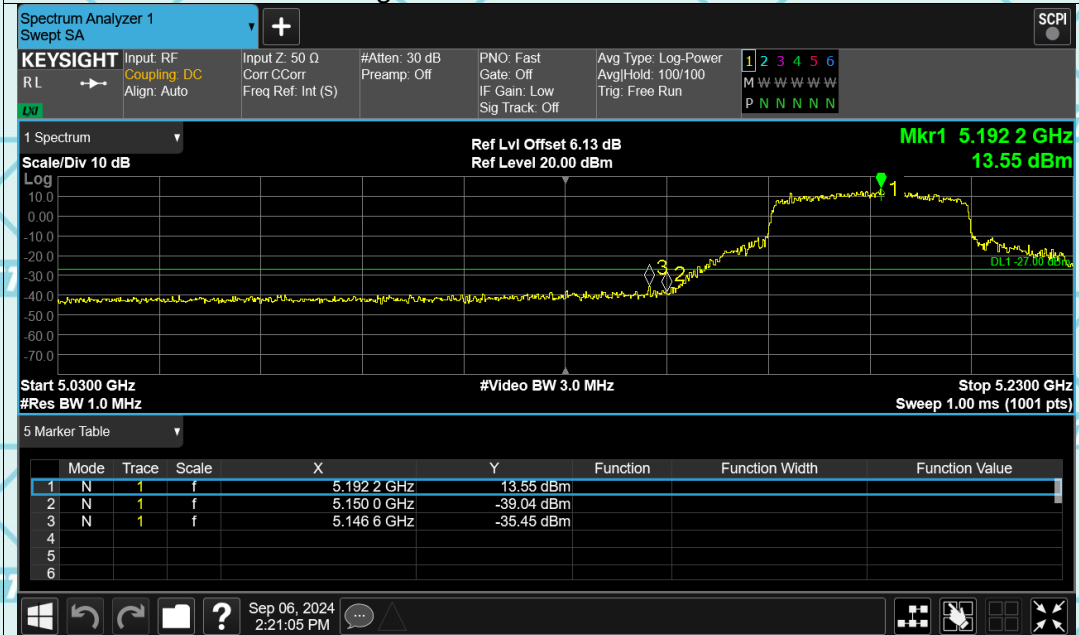 Spectrum Analyzer 1
Swept SA
+
SCPI
KEYSIGHT
RL
LXI
Input: RF
Coupling: DC
Align: Auto
Input Z: 50 Ω
Corr CCorr
Freq Ref: Int (S)
#Atten: 30 dB
Preamp: Off
PNO: Fast
Gate: Off
IF Gain: Low
Sig Track: Off
Avg Type: Log-Power
Avg|Hold: 100/100
Trig: Free Run
1 2 3 4 5 6
M W W W W W
P N N N N N
1 Spectrum
Scale/Div 10 dB
Ref Lvl Offset 6.13 dB
Ref Level 20.00 dBm
Mkr1 5.192 2 GHz
13.55 dBm
Log
10.0
0.00
-10.0
-20.0
-30.0
-40.0
-50.0
-60.0
-70.0
1
3
2
DL1 -27.00 dBm
Start 5.0300 GHz
#Video BW 3.0 MHz
Stop 5.2300 GHz
#Res BW 1.0 MHz
Sweep 1.00 ms (1001 pts)
5 Marker Table
Mode Trace Scale X Y Function Function Width Function Value
1 N 1 f 5.192 2 GHz 13.55 dBm
2 N 1 f 5.150 0 GHz -39.04 dBm
3 N 1 f 5.146 6 GHz -35.45 dBm
4
5
6
?
Sep 06, 2024
2:21:05 PM